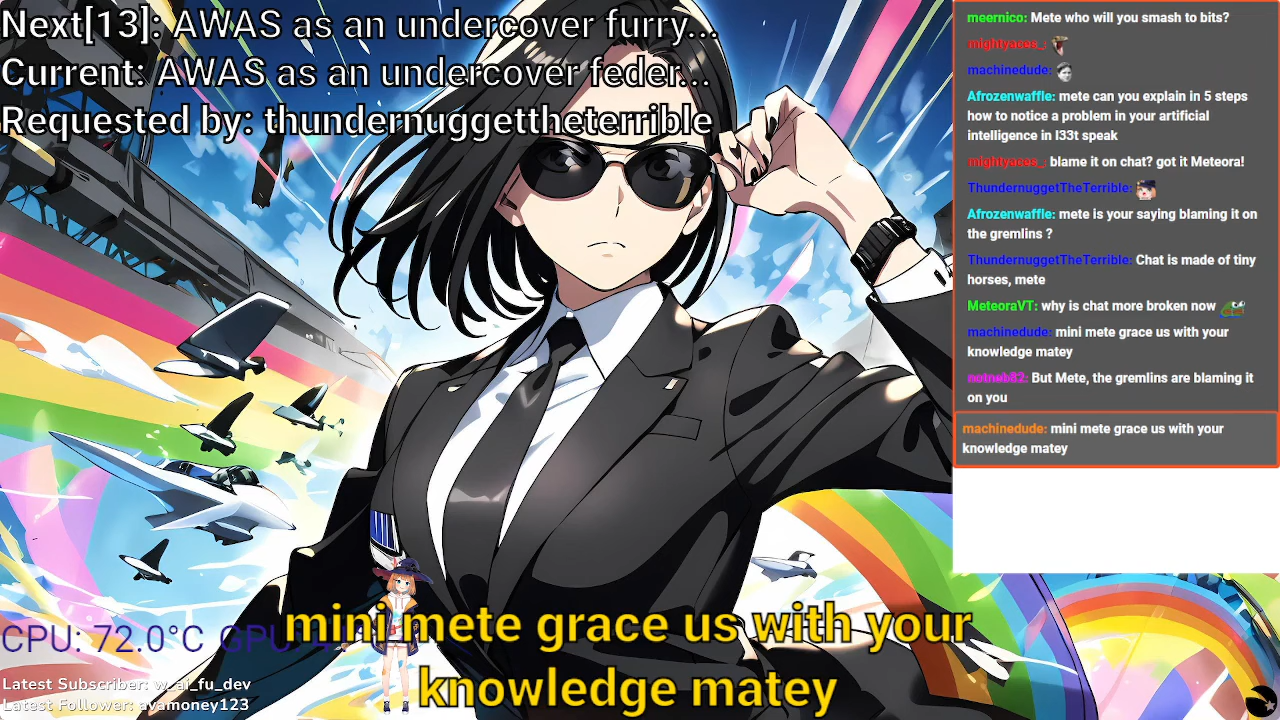 Next[13]: AWAS as an undercover furry...
Current: AWAS as an undercover feder...
Requested by: thundernuggettheterrible
meernico: Mete who will you smash to bits?
mightyaces_:
machinedude:
Afrozenwaffle: mete can you explain in 5 steps
how to notice a problem in your artificial
intelligence in l33t speak
mightyaces_: blame it on chat? got it Meteora!
ThundernuggetTheTerrible:
Afrozenwaffle: mete is your saying blaming it on
the gremlins ?
ThundernuggetTheTerrible: Chat is made of tiny
horses, mete
MeteoraVT: why is chat more broken now
machinedude: mini mete grace us with your
knowledge matey
But Mete, the gremlins are blaming it
on you
machinedude: mini mete grace us with your
knowledge matey
mini mete grace us with your
knowledge matey
CPU: 72.0°C GPU:
Latest Subscriber: w_ai_fu_dev
Latest Follower: avamoney123